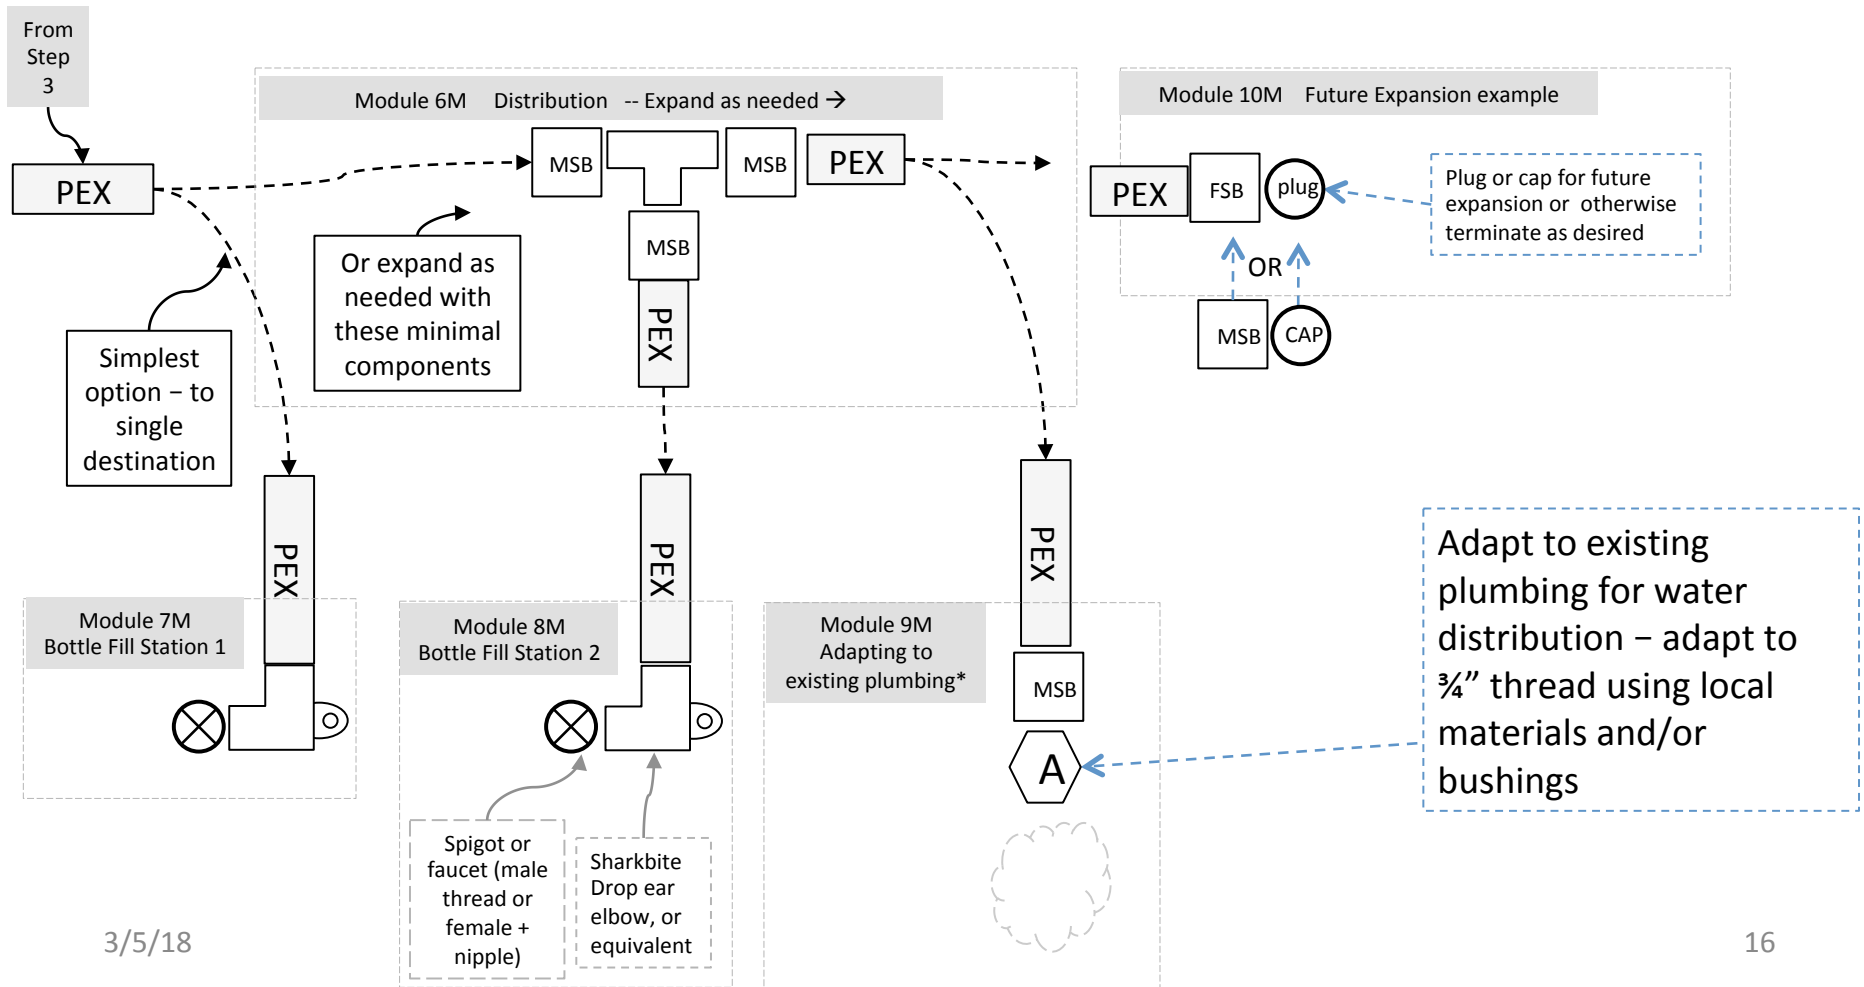 From
Step
3
PEX
Module 6M Distribution -- Expand as needed →
MSB
MSB
PEX
MSB
PEX
Or expand as
needed with
these minimal
components
Simplest
option – to
single
destination
Module 10M Future Expansion example
PEX
FSB
plug
Plug or cap for future
expansion or otherwise
terminate as desired
OR
MSB
CAP
PEX
Module 7M
Bottle Fill Station 1
PEX
Module 8M
Bottle Fill Station 2
Spigot or
faucet (male
thread or
female +
nipple)
Sharkbite
Drop ear
elbow, or
equivalent
PEX
Module 9M
Adapting to
existing plumbing*
MSB
A
Adapt to existing
plumbing for water
distribution – adapt to
¾” thread using local
materials and/or
bushings
3/5/18
16